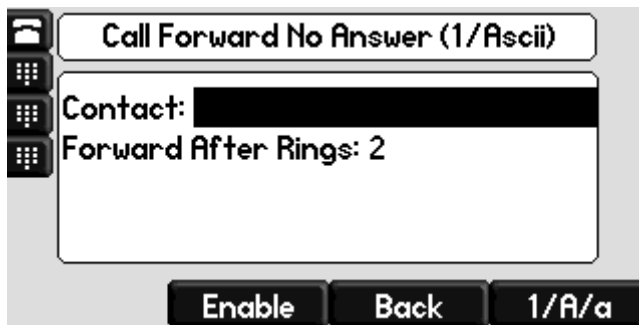 Call Forward No Answer (1/Ascii)
Contact:
Forward After Rings: 2
Enable Back 1/A/a